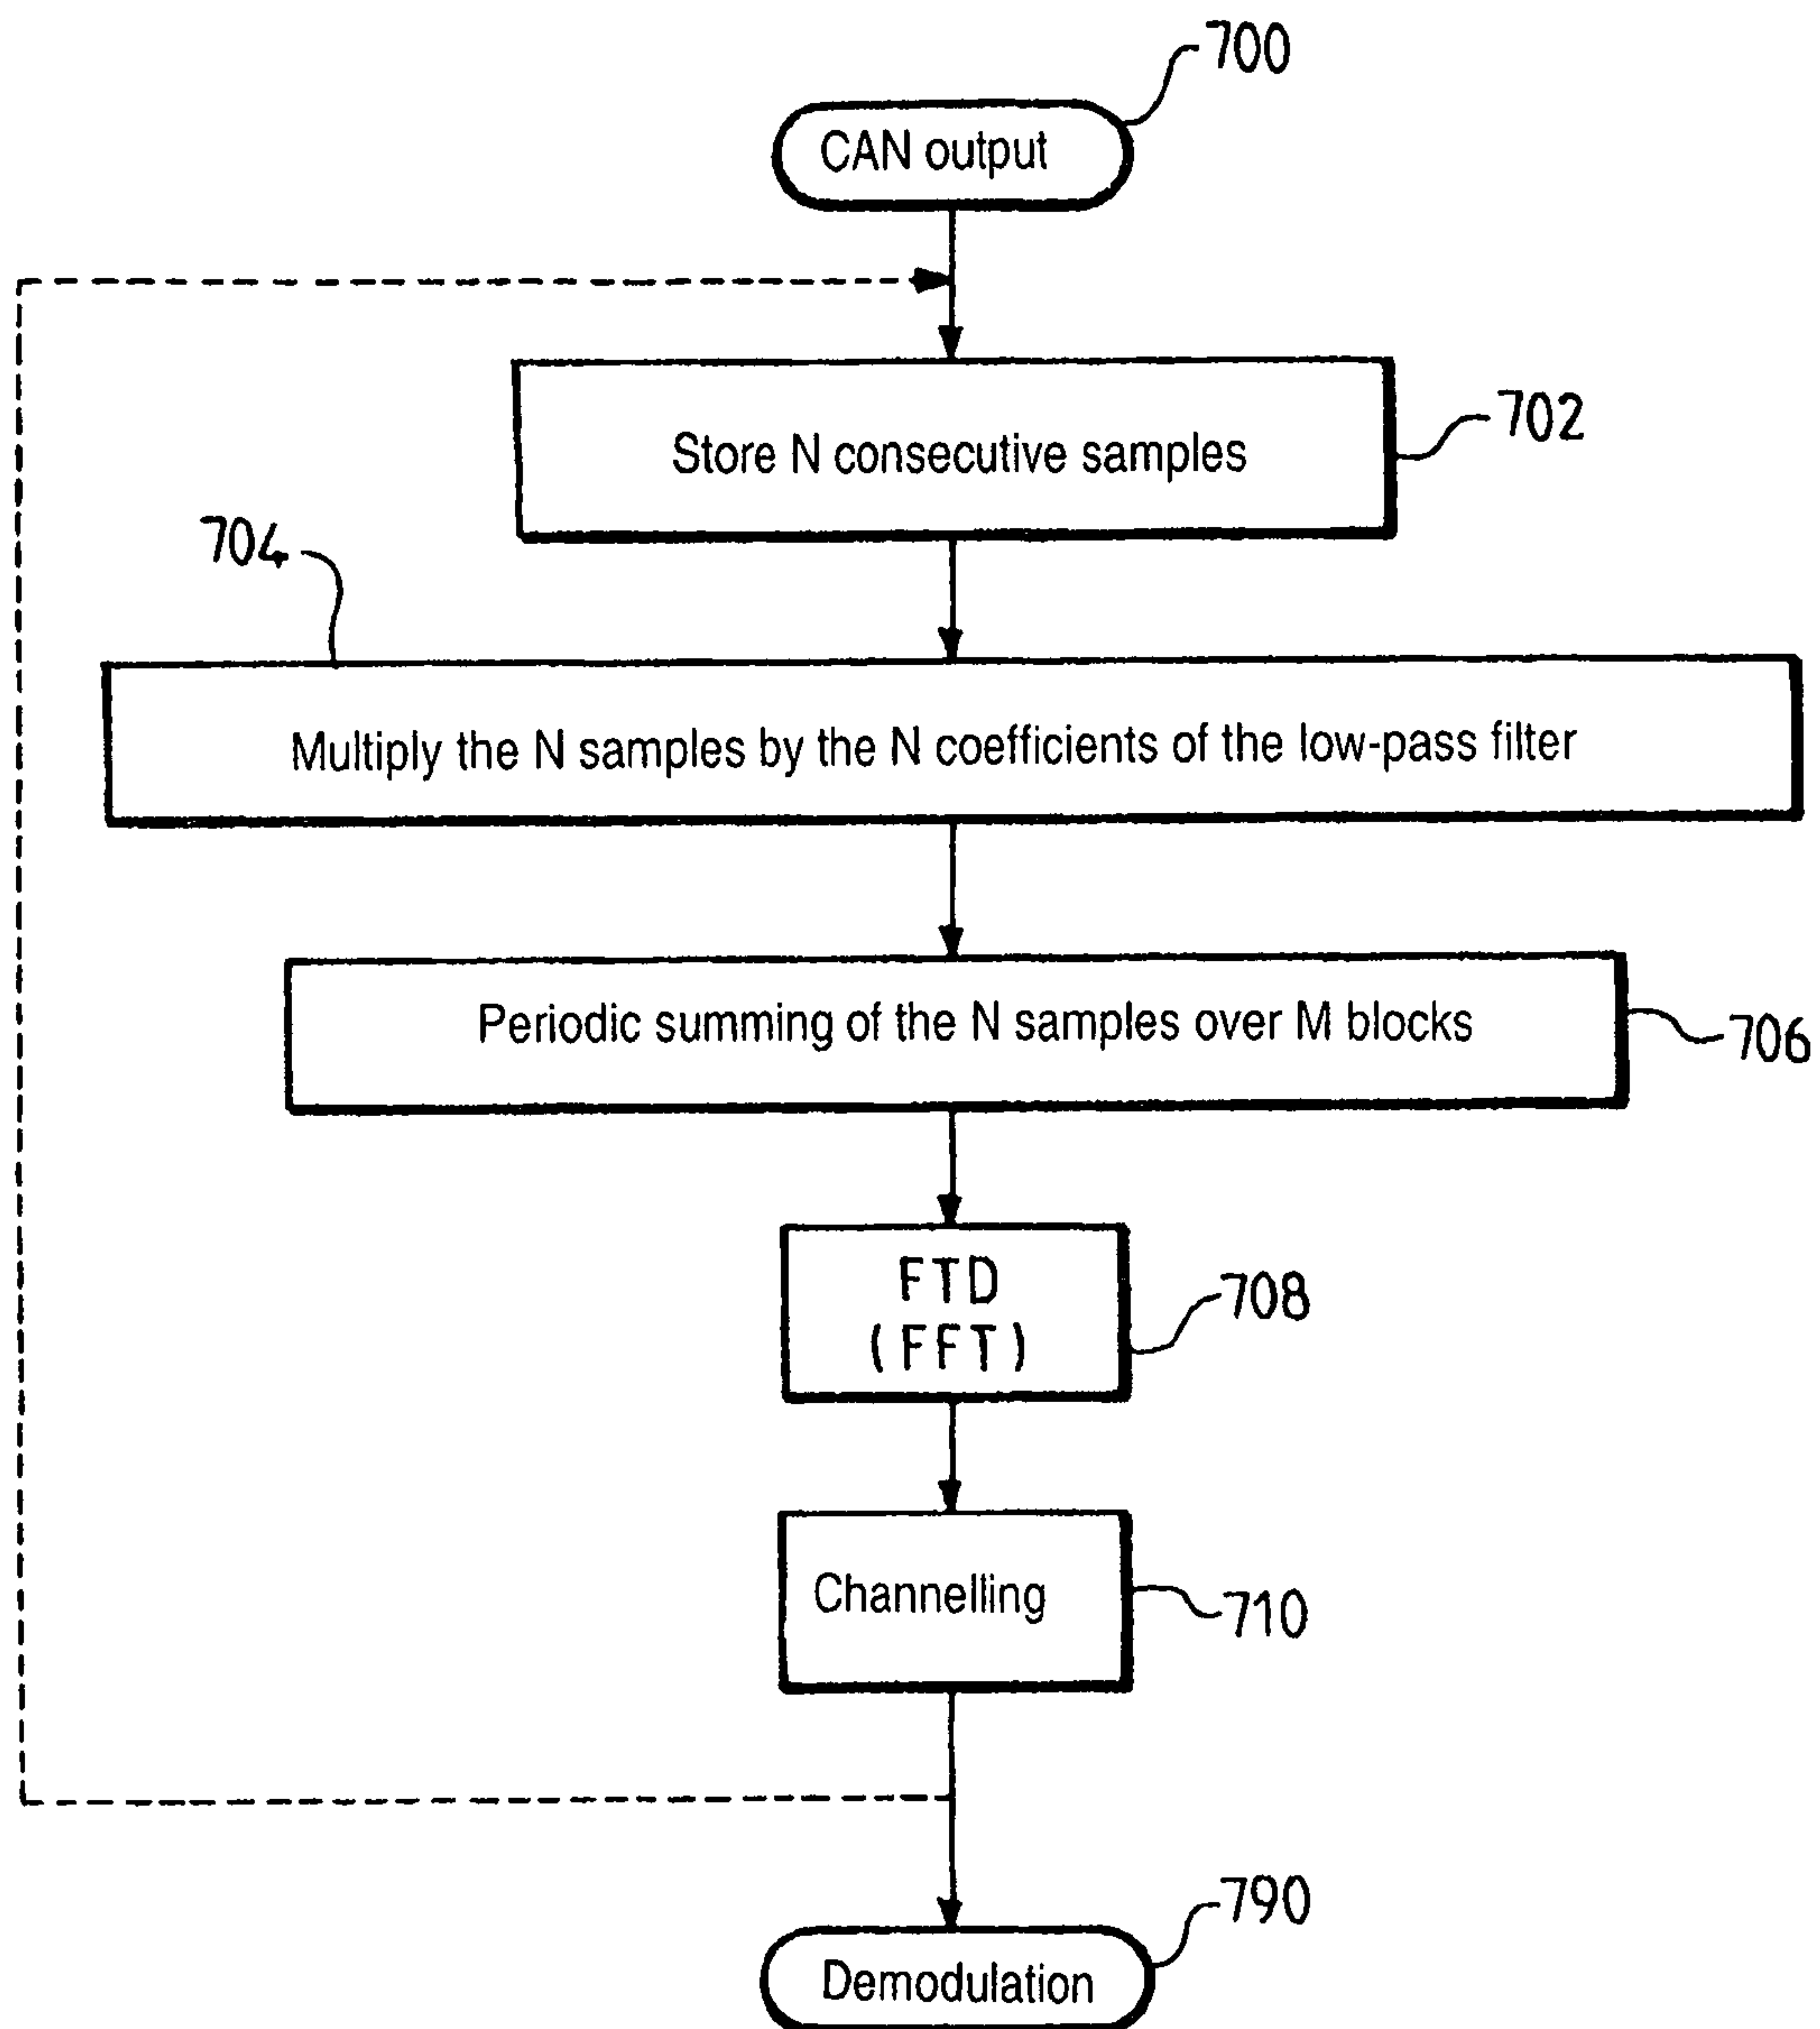 700
CAN output
702
Store N consecutive samples
704
Multiply the N samples by the N coefficients of the low-pass filter
Periodic summing of the N samples over M blocks
706
FTD
(FFT)
708
Channelling
710
790
Demodulation